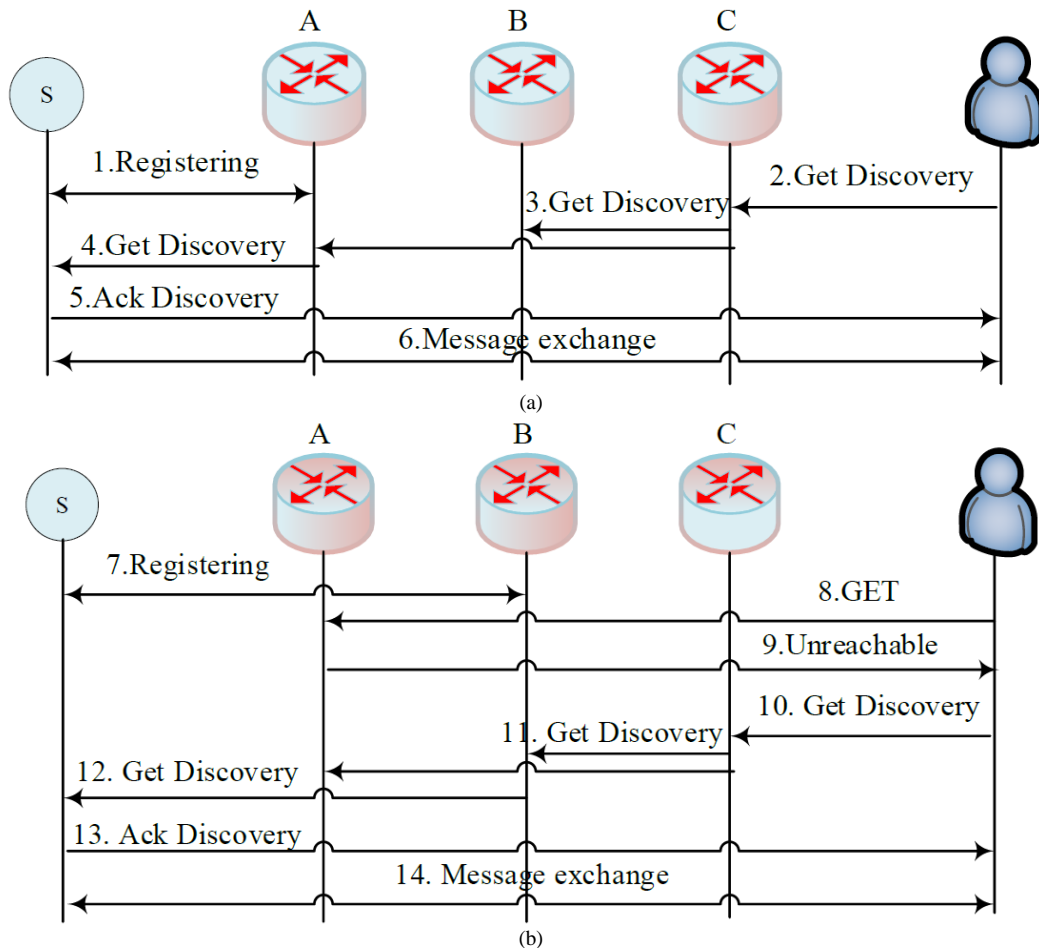 A B C
S
1.Registering
2.Get Discovery
3.Get Discovery
4.Get Discovery
5.Ack Discovery
6.Message exchange
(a)
A B C
S
7.Registering
8.GET
9.Unreachable
10. Get Discovery
11. Get Discovery
12. Get Discovery
13. Ack Discovery
14. Message exchange
(b)